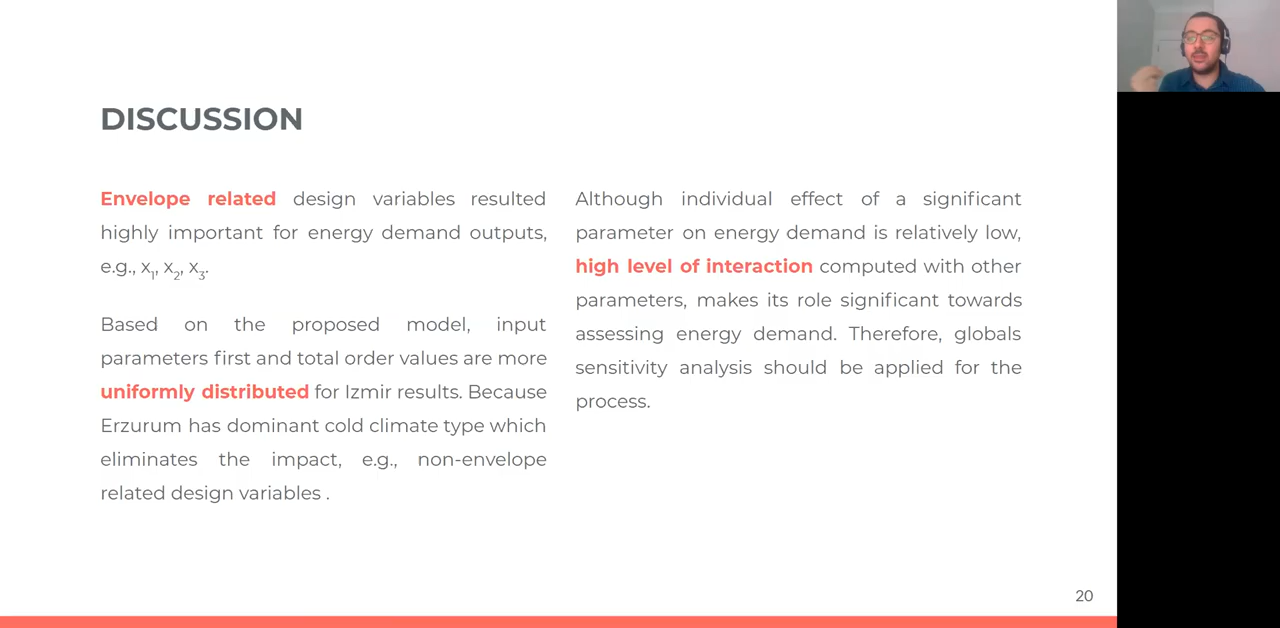 DISCUSSION
Envelope related design variables resulted
highly important for energy demand outputs,
e.g., x1, x2, x3.
Based on the proposed model, input
parameters first and total order values are more
uniformly distributed for Izmir results. Because
Erzurum has dominant cold climate type which
eliminates the impact, e.g., non-envelope
related design variables .
Although individual effect of a significant
parameter on energy demand is relatively low,
high level of interaction computed with other
parameters, makes its role significant towards
assessing energy demand. Therefore, globals
sensitivity analysis should be applied for the
process.
20